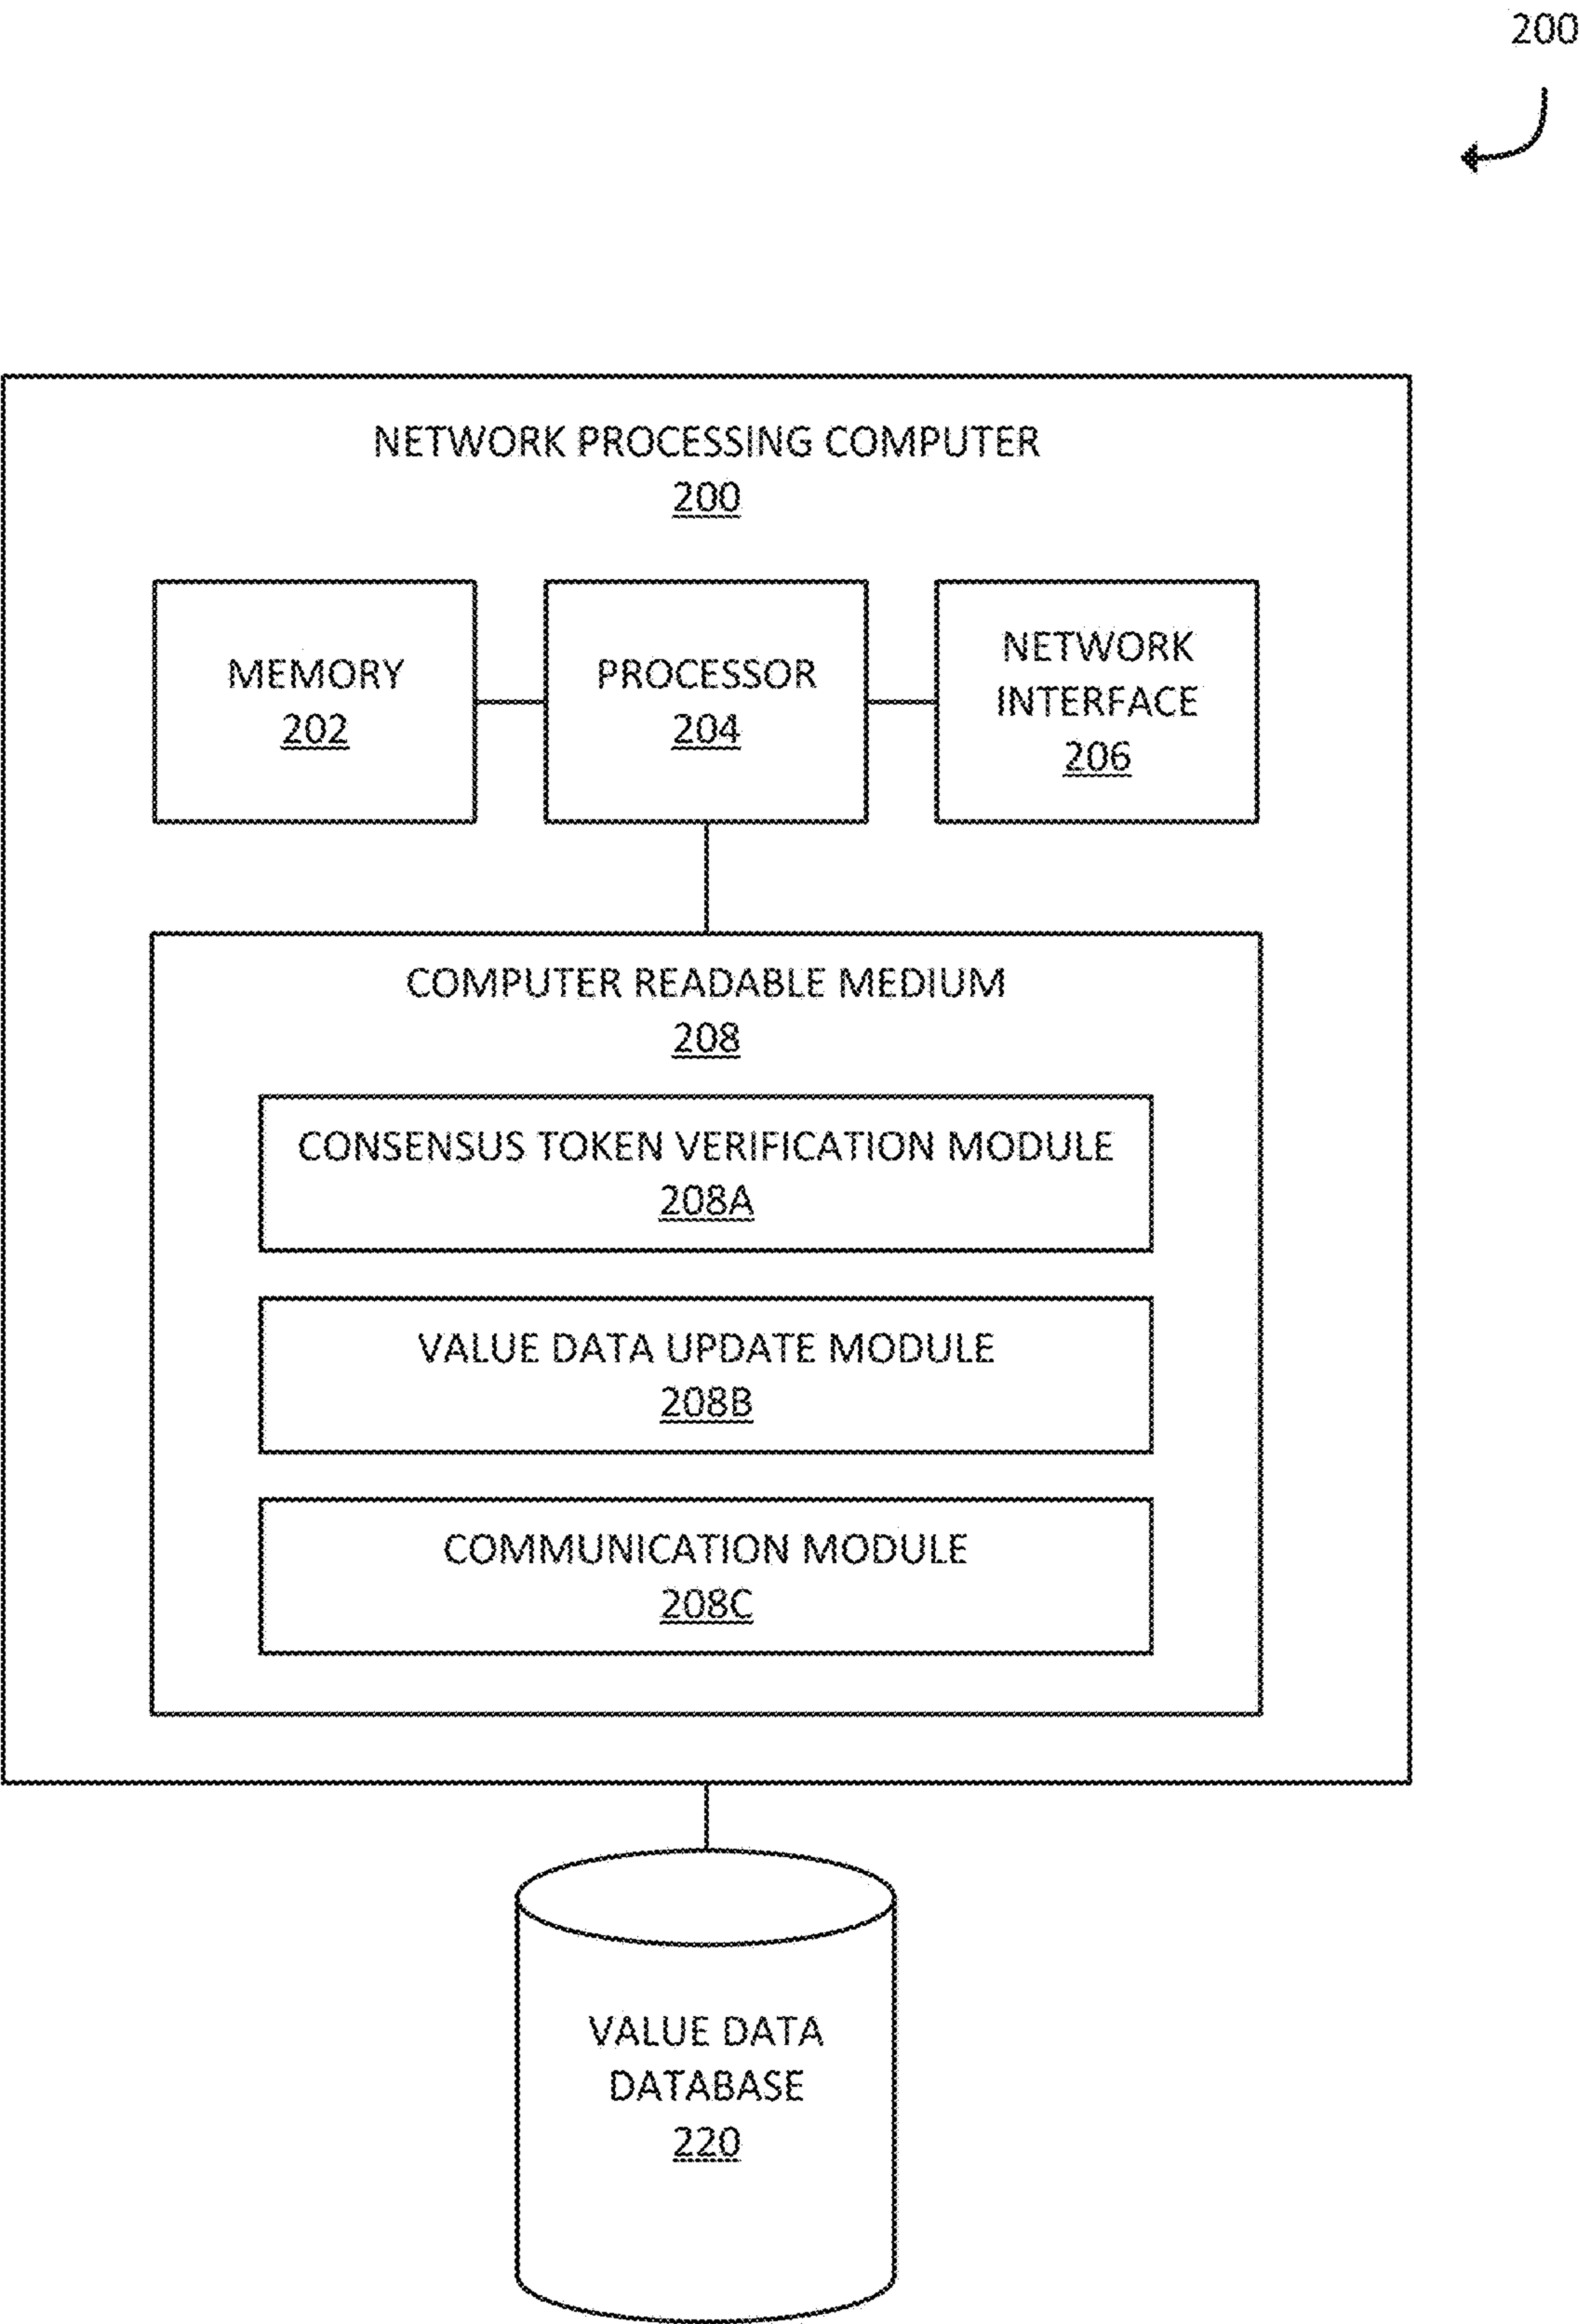 200
NETWORK PROCESSING COMPUTER
200
MEMORY
202
PROCESSOR
204
NETWORK
INTERFACE
206
COMPUTER READABLE MEDIUM
208
CONSENSUS TOKEN VERIFICATION MODULE
208A
VALUE DATA UPDATE MODULE
208B
COMMUNICATION MODULE
208C
VALUE DATA
DATABASE
220